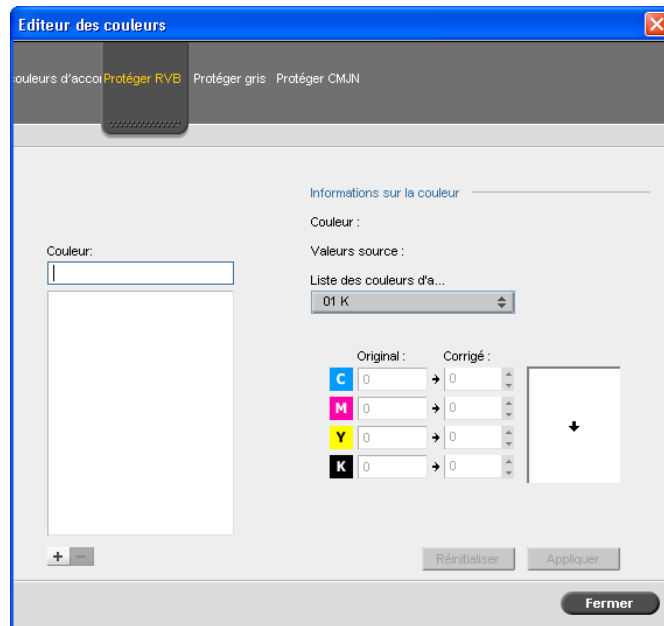 Editeur des couleurs
ouleurs d'accor Protéger RVB Protéger gris Protéger CMJN
Informations sur la couleur
Couleur :
Couleur:
Valeurs source :
Liste des couleurs d'a...
01 K
Original : Corrigé :
C 0 0
M 0 0
Y 0 0
K 0 0
Réinitialiser Appliquer
Fermer